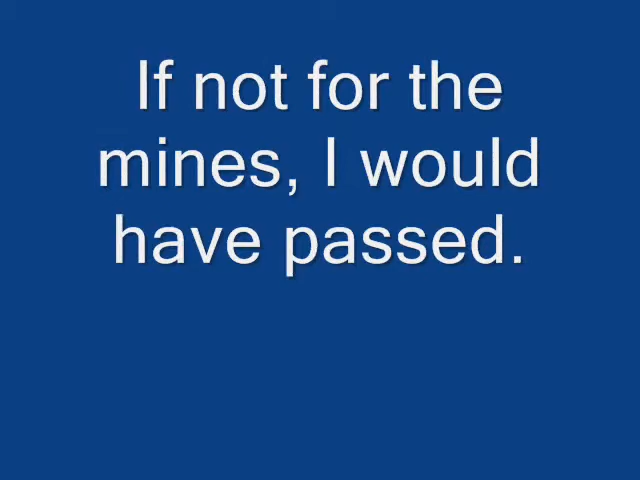 If not for the
mines, I would
have passed.